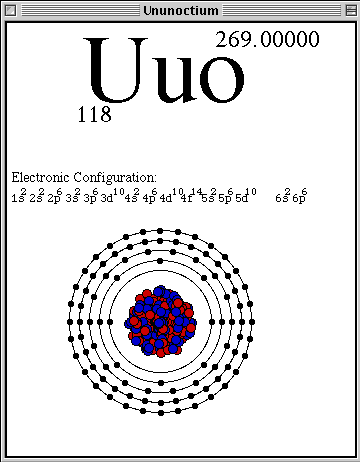 Ununoctium
269.00000
Uuo
118
Electronic Configuration:
1s2 2s2 2p6 3s2 3p6 3d10 4s2 4p6 4d10 4f14 5s2 5p6 5d10 6s2 6p6